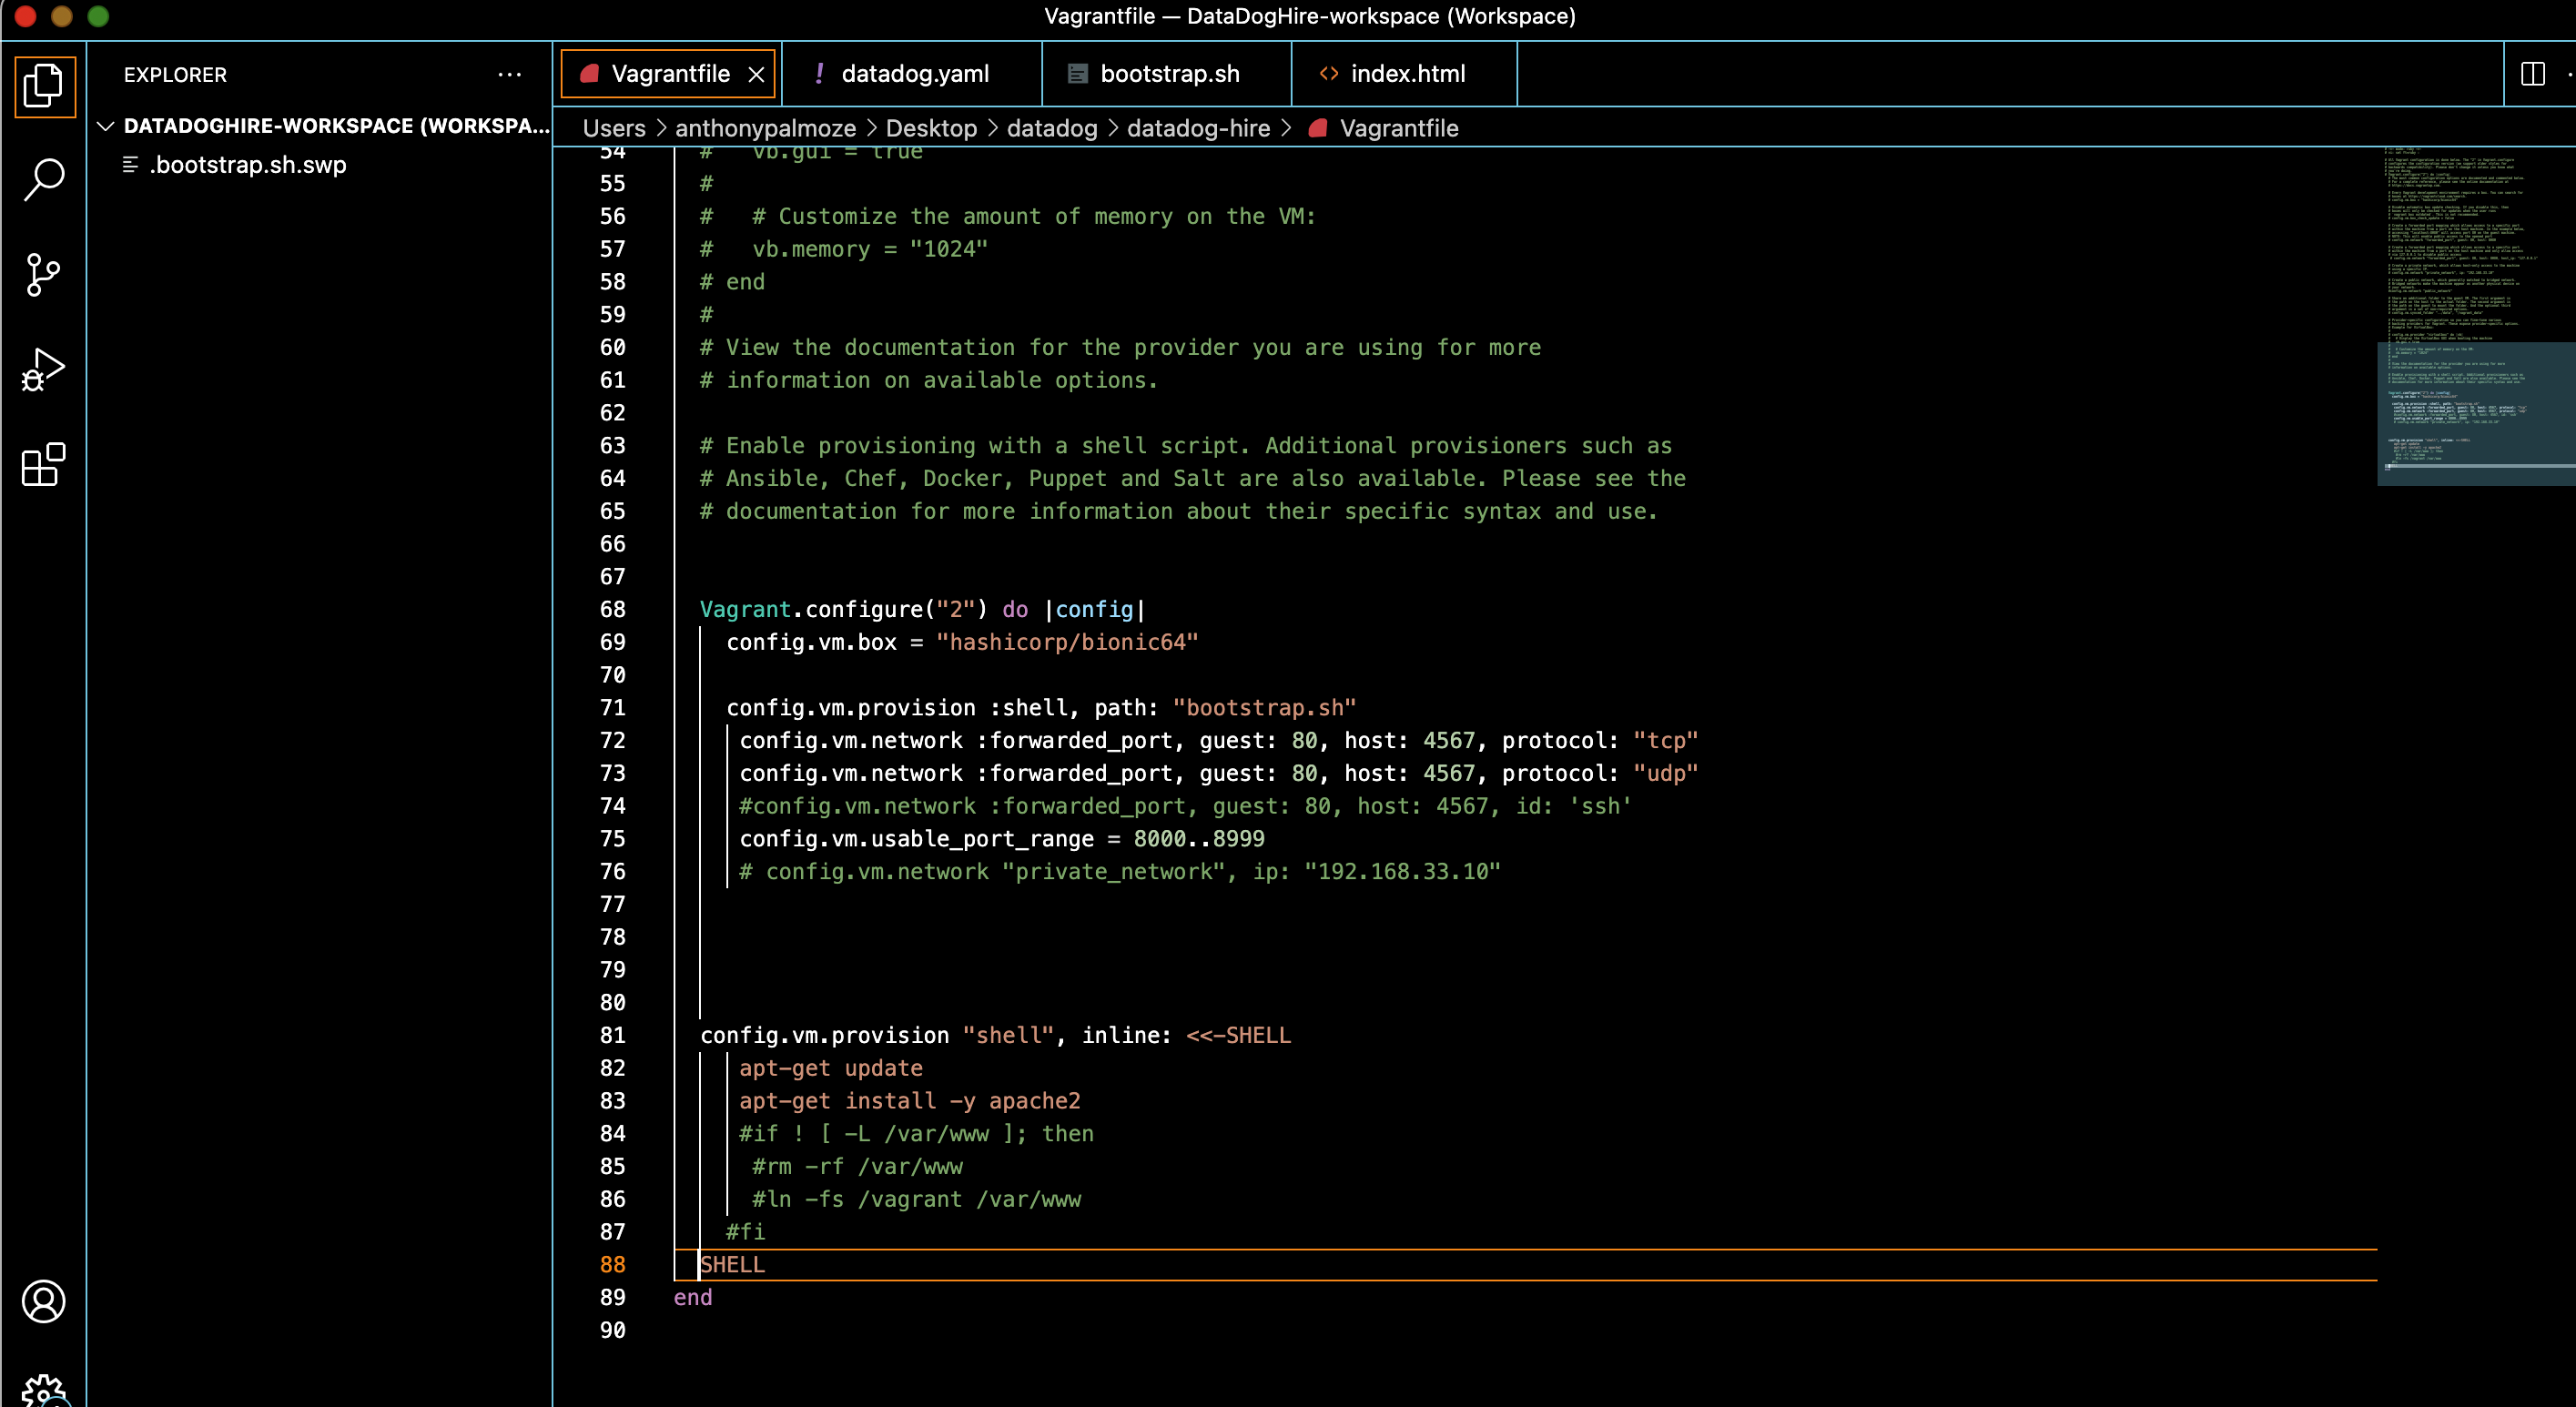 Vagrantfile — DataDogHire-workspace (Workspace)
EXPLORER
DATADOGHIRE-WORKSPACE (WORKSPA...
.bootstrap.sh.swp
Vagrantfile
! datadog.yaml
bootstrap.sh
<> index.html
Users > anthonypalmoze > Desktop > datadog > datadog-hire > Vagrantfile
54 #   vb.gui = true
55 #
56 #   # Customize the amount of memory on the VM:
57 #   vb.memory = "1024"
58 # end
59 #
60 # View the documentation for the provider you are using for more
61 # information on available options.
62
63 # Enable provisioning with a shell script. Additional provisioners such as
64 # Ansible, Chef, Docker, Puppet and Salt are also available. Please see the
65 # documentation for more information about their specific syntax and use.
66
67
68 Vagrant.configure("2") do |config|
69   config.vm.box = "hashicorp/bionic64"
70
71   config.vm.provision :shell, path: "bootstrap.sh"
72    config.vm.network :forwarded_port, guest: 80, host: 4567, protocol: "tcp"
73    config.vm.network :forwarded_port, guest: 80, host: 4567, protocol: "udp"
74    #config.vm.network :forwarded_port, guest: 80, host: 4567, id: 'ssh'
75    config.vm.usable_port_range = 8000..8999
76    # config.vm.network "private_network", ip: "192.168.33.10"
77
78
79
80
81 config.vm.provision "shell", inline: <<-SHELL
82    apt-get update
83    apt-get install -y apache2
84    #if ! [ -L /var/www ]; then
85     #rm -rf /var/www
86     #ln -fs /vagrant /var/www
87   #fi
88 SHELL
89 end
90